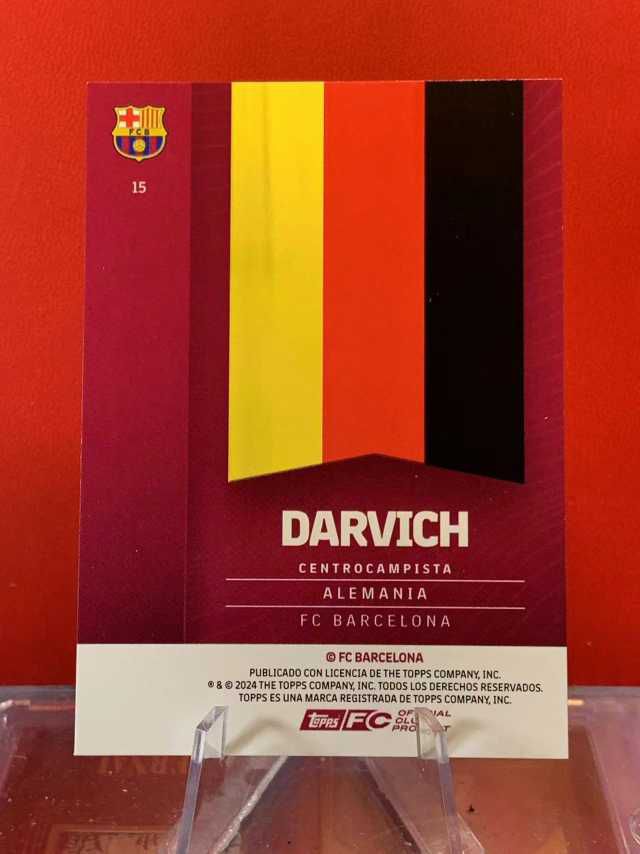 FCB
15
DARVICH
CENTROCAMPISTA
ALEMANIA
FC BARCELONA
© FC BARCELONA
PUBLICADO CON LICENCIA DE THE TOPPS COMPANY, INC.
® & © 2024 THE TOPPS COMPANY, INC. TODOS LOS DERECHOS RESERVADOS.
TOPPS ES UNA MARCA REGISTRADA DE TOPPS COMPANY, INC.
Topps FC OFFICIAL CLUB PRODUCT